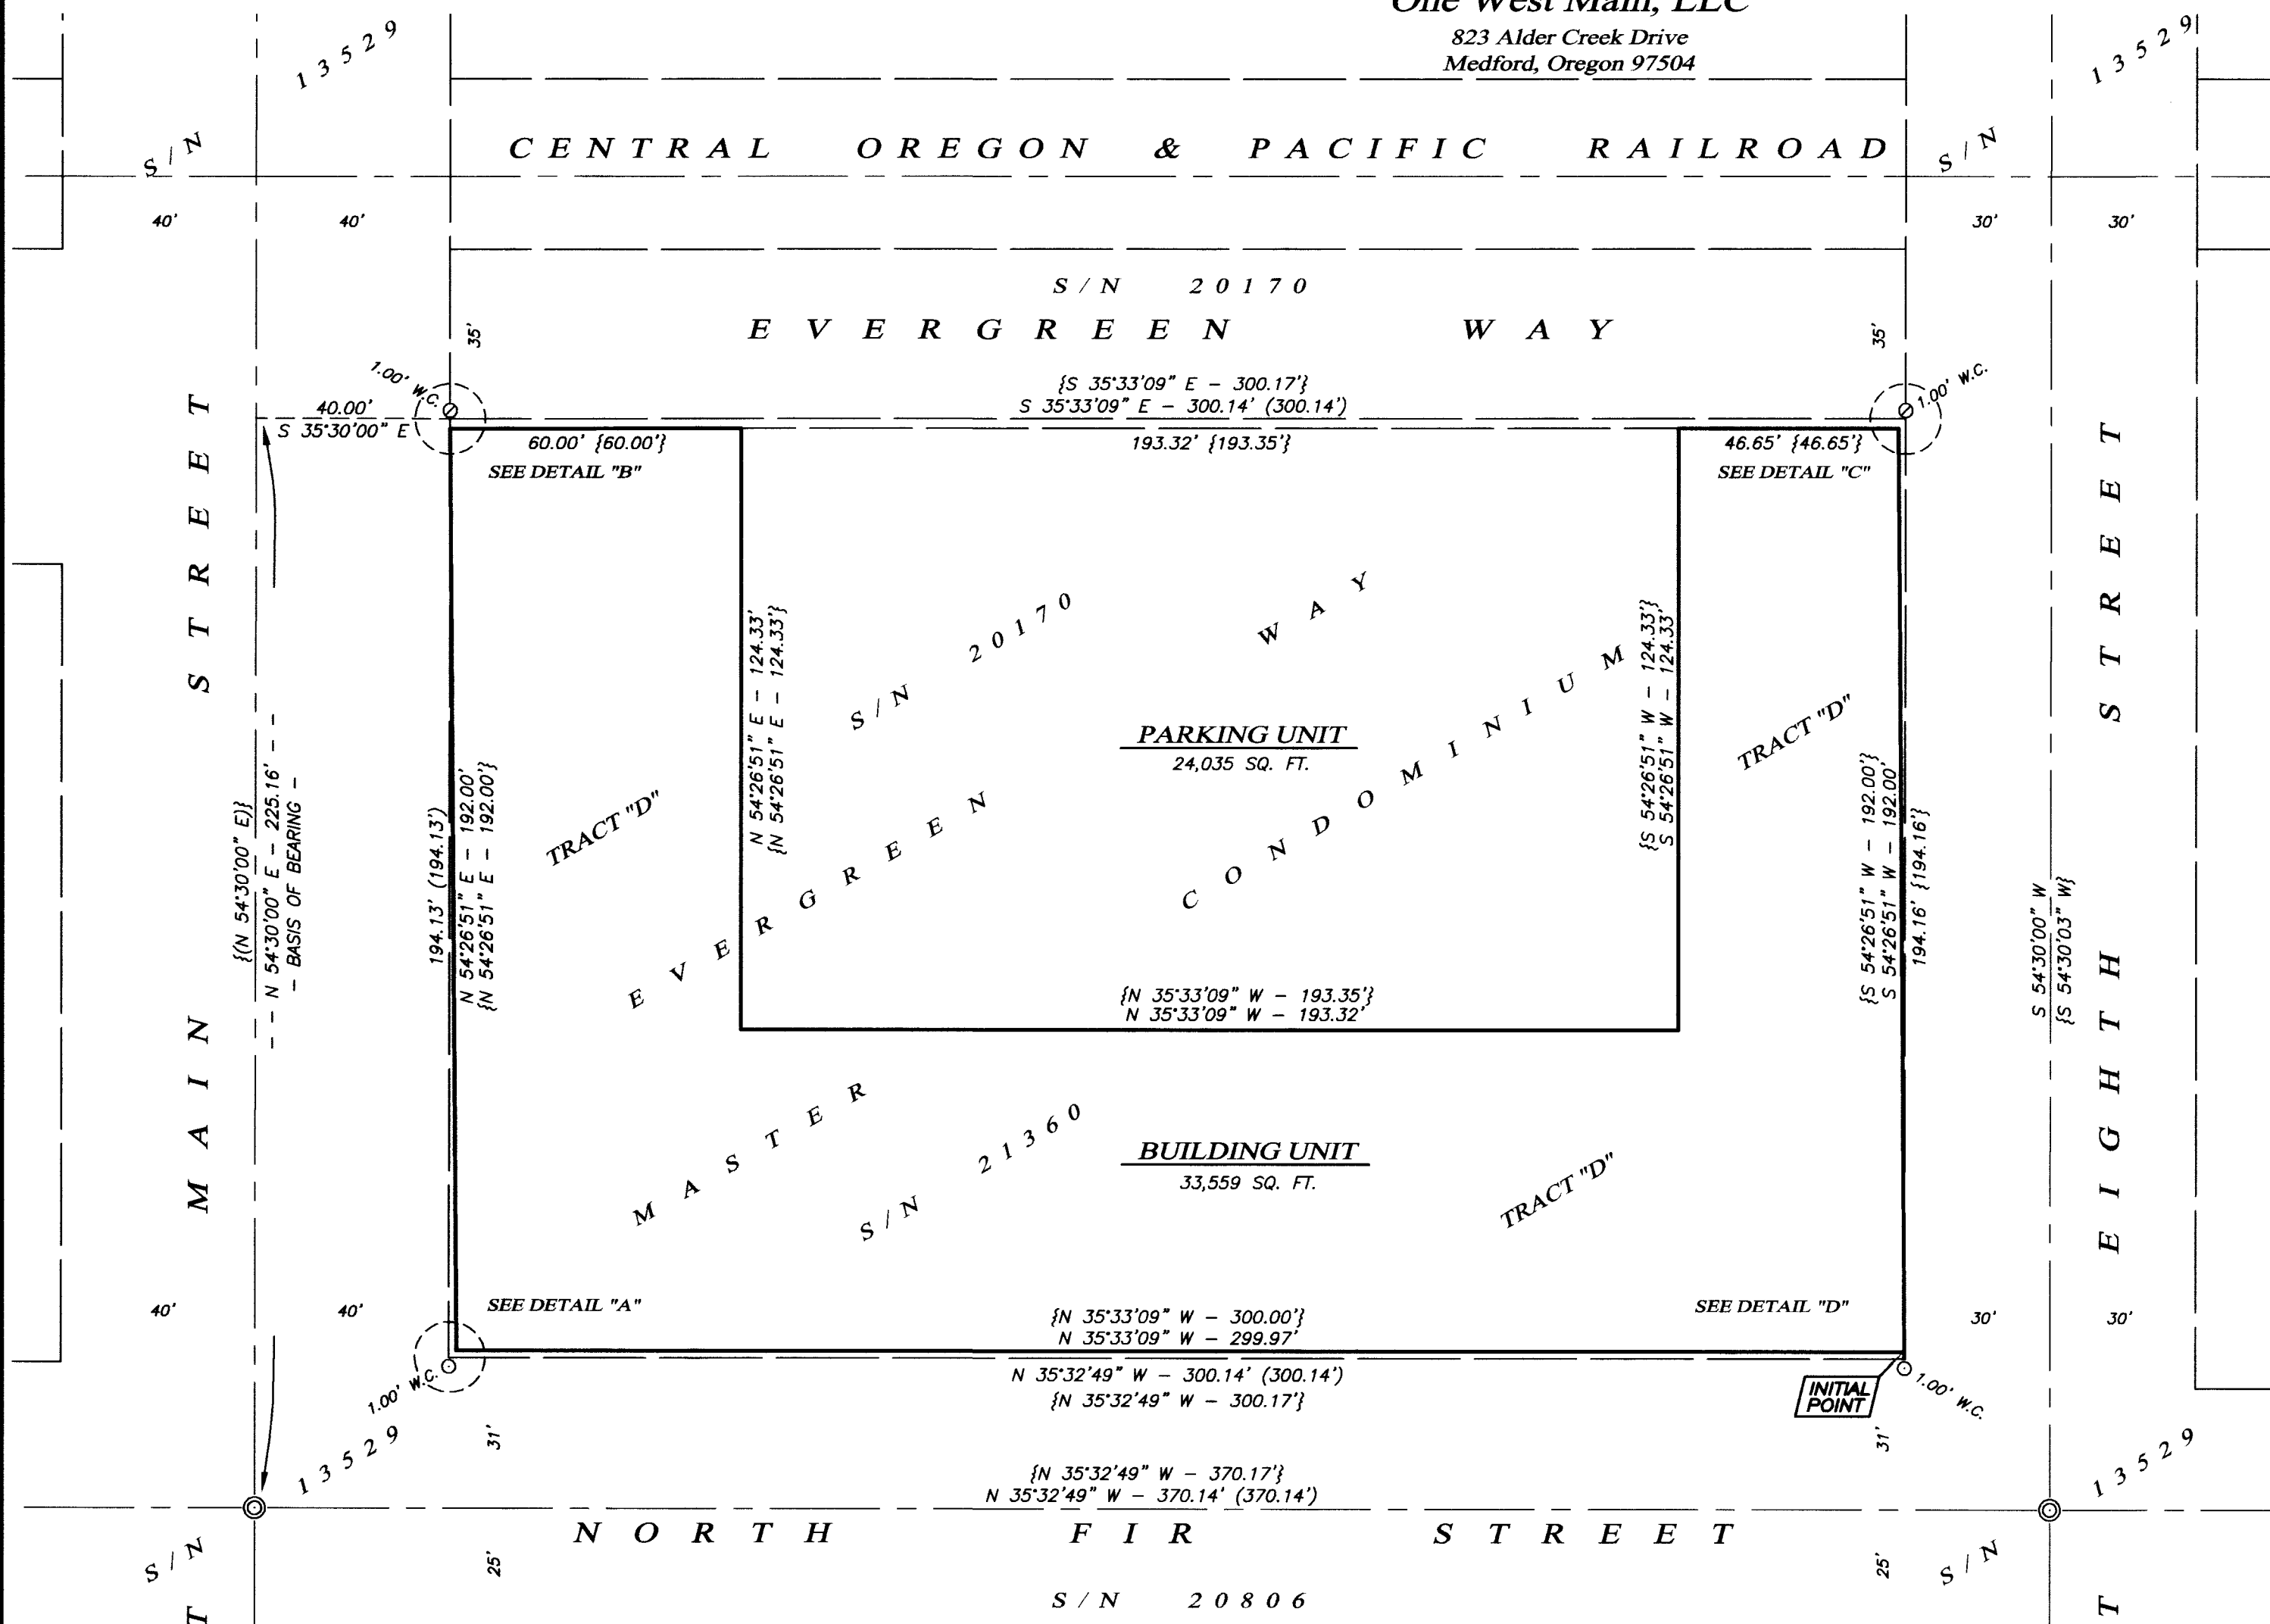 One West Main, LLC
823 Alder Creek Drive
Medford, Oregon 97504
13529
13529
S/N
CENTRAL OREGON & PACIFIC RAILROAD
S/N
40'
40'
30'
30'
S/N 20170
EVERGREEN WAY
35'
35'
1.00' W.C.
1.00' W.C.
{S 35°33'09" E - 300.17'}
S 35°33'09" E - 300.14' (300.14')
40.00'
S 35°30'00" E
60.00' {60.00'}
193.32' {193.35'}
46.65' {46.65'}
SEE DETAIL "B"
SEE DETAIL "C"
MAIN STREET
{(N 54°30'00" E)}
- - N 54°30'00" E - 225.16' - -
- BASIS OF BEARING -
194.13' (194.13')
N 54°26'51" E - 192.00'
{N 54°26'51" E - 192.00'}
TRACT "D"
N 54°26'51" E - 124.33'
{N 54°26'51" E - 124.33'}
S/N 20170
EVERGREEN WAY
PARKING UNIT
24,035 SQ. FT.
CONDOMINIUM
{S 54°26'51" W - 124.33'}
S 54°26'51" W - 124.33'
TRACT "D"
{S 54°26'51" W - 192.00'}
S 54°26'51" W - 192.00'
194.16' {194.16'}
S 54°30'00" W
{S 54°30'03" W}
EIGHTH STREET
{N 35°33'09" W - 193.35'}
N 35°33'09" W - 193.32'
MASTER
S/N 21360
BUILDING UNIT
33,559 SQ. FT.
TRACT "D"
40'
40'
SEE DETAIL "A"
SEE DETAIL "D"
30'
30'
{N 35°33'09" W - 300.00'}
N 35°33'09" W - 299.97'
N 35°32'49" W - 300.14' (300.14')
{N 35°32'49" W - 300.17'}
1.00' W.C.
INITIAL
POINT
1.00' W.C.
13529
31'
31'
13529
{N 35°32'49" W - 370.17'}
N 35°32'49" W - 370.14' (370.14')
NORTH FIR STREET
S/N
25'
25'
S/N
S/N 20806
T
T